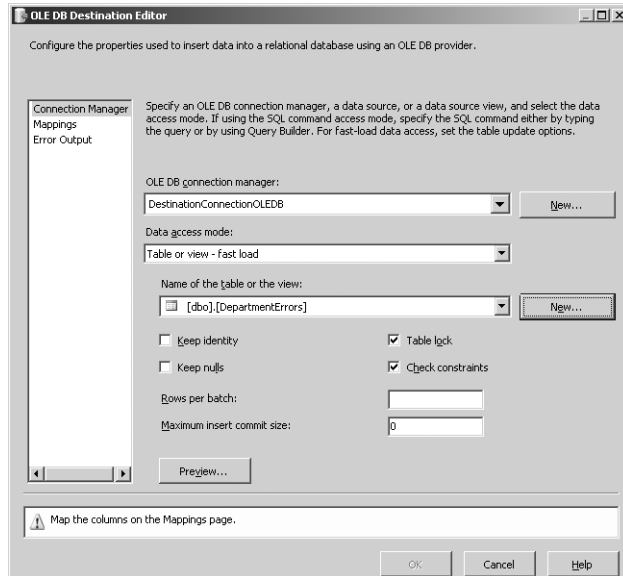 OLE DB Destination Editor
Configure the properties used to insert data into a relational database using an OLE DB provider.
Connection Manager
Mappings
Error Output
Specify an OLE DB connection manager, a data source, or a data source view, and select the data
access mode. If using the SQL command access mode, specify the SQL command either by typing
the query or by using Query Builder. For fast-load data access, set the table update options.
OLE DB connection manager:
DestinationConnectionOLEDB
New...
Data access mode:
Table or view - fast load
Name of the table or the view:
[dbo].[DepartmentErrors]
New...
Keep identity
Table lock
Keep nulls
Check constraints
Rows per batch:
Maximum insert commit size:
0
Preview...
Map the columns on the Mappings page.
OK
Cancel
Help